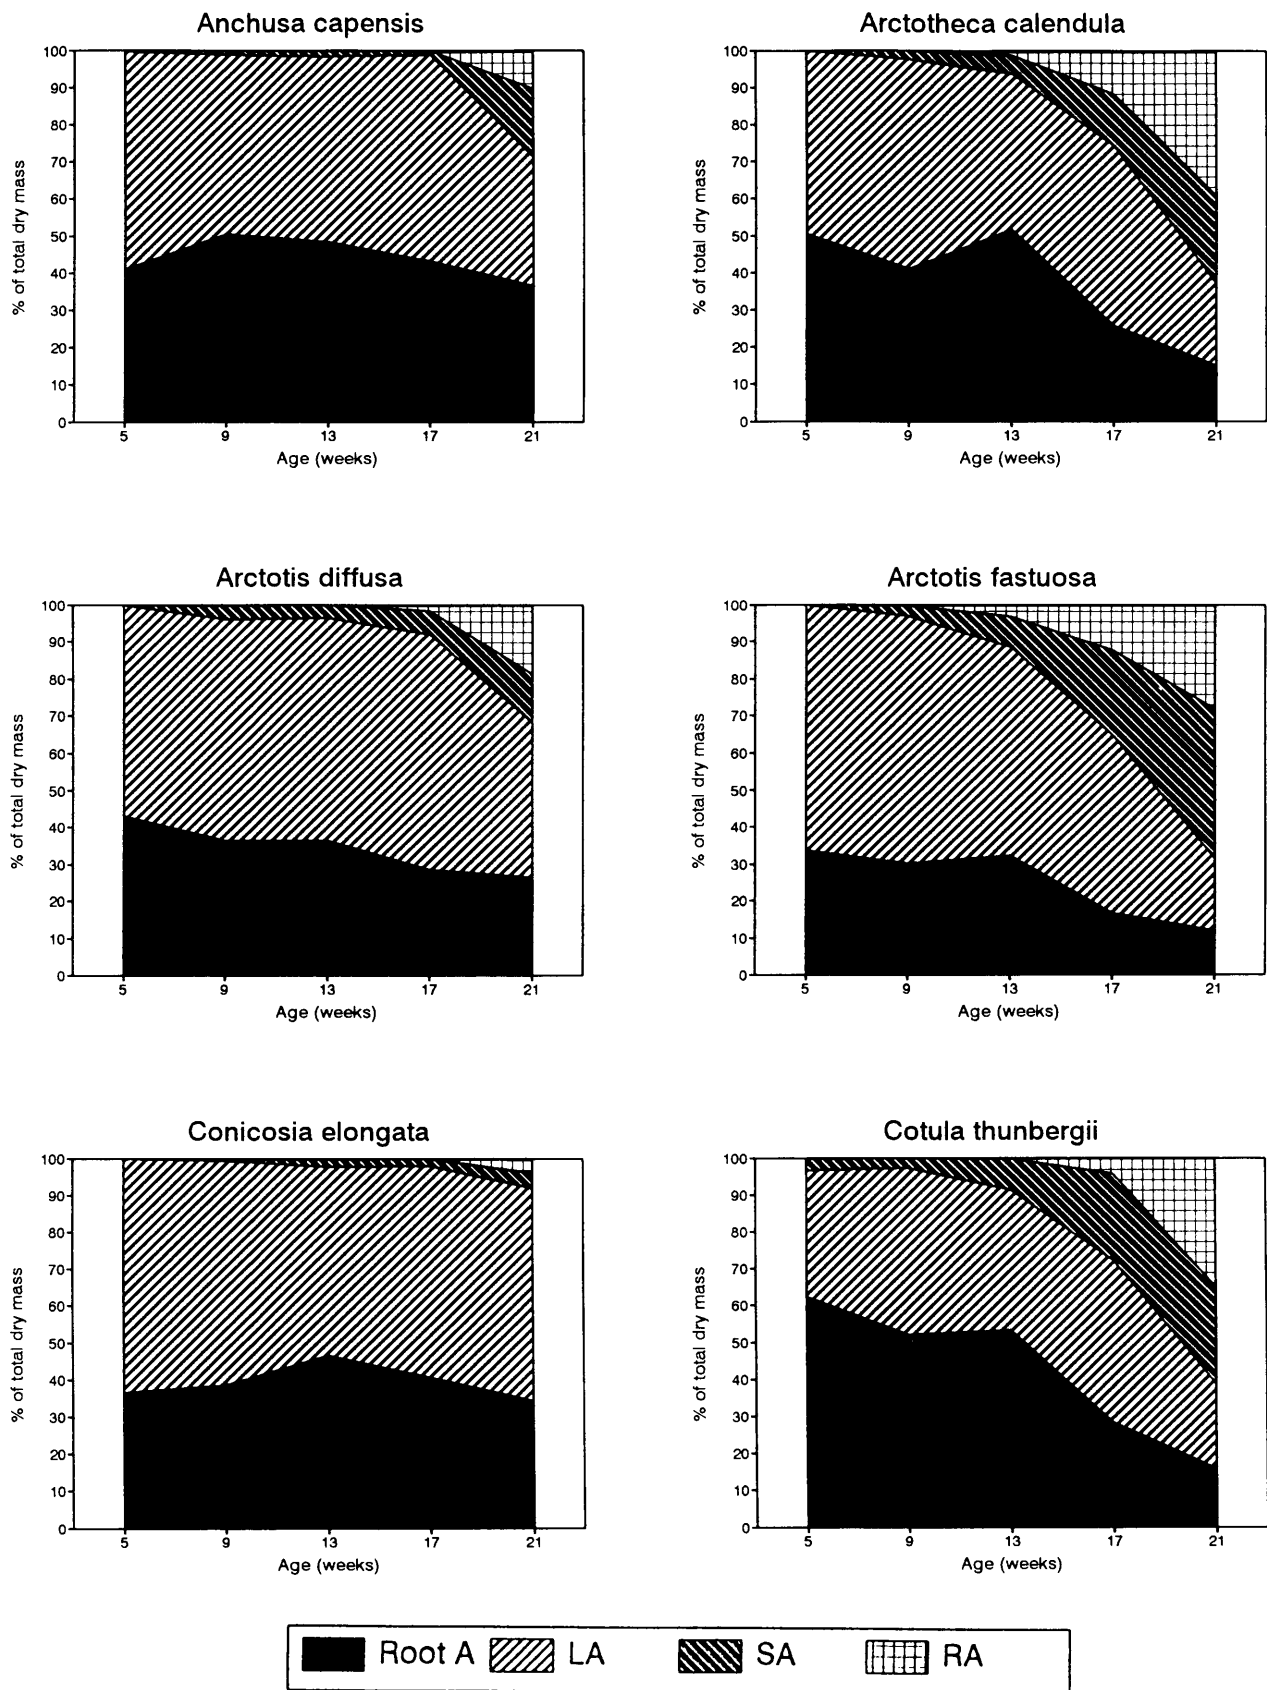 Anchusa capensis
100
90
80
70
60
50
40
30
20
10
0
% of total dry mass
5 9 13 17 21
Age (weeks)
Arctotheca calendula
100
90
80
70
60
50
40
30
20
10
0
% of total dry mass
5 9 13 17 21
Age (weeks)
Arctotis diffusa
100
90
80
70
60
50
40
30
20
10
0
% of total dry mass
5 9 13 17 21
Age (weeks)
Arctotis fastuosa
100
90
80
70
60
50
40
30
20
10
0
% of total dry mass
5 9 13 17 21
Age (weeks)
Conicosia elongata
100
90
80
70
60
50
40
30
20
10
0
% of total dry mass
5 9 13 17 21
Age (weeks)
Cotula thunbergii
100
90
80
70
60
50
40
30
20
10
0
% of total dry mass
5 9 13 17 21
Age (weeks)
Root A LA SA RA